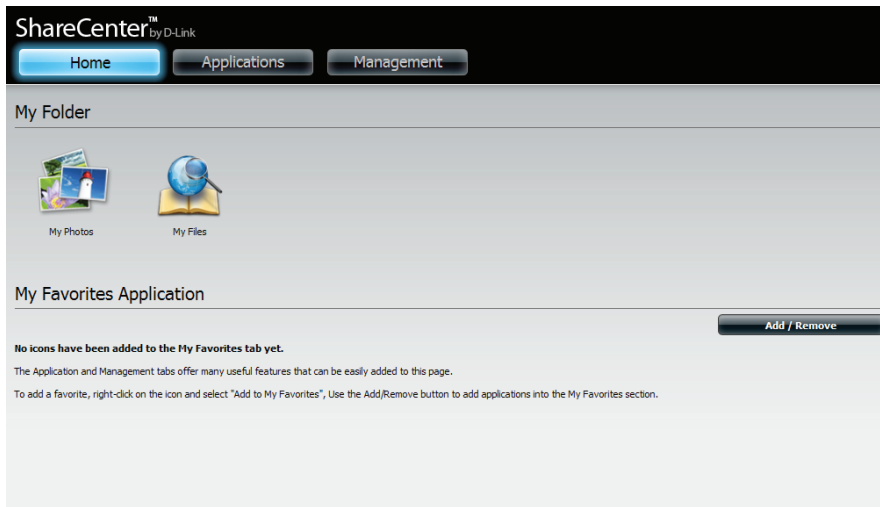 ShareCenter™ by D-Link
Home Applications Management
My Folder
My Photos My Files
My Favorites Application
Add / Remove
No icons have been added to the My Favorites tab yet.
The Application and Management tabs offer many useful features that can be easily added to this page.
To add a favorite, right-click on the icon and select "Add to My Favorites", Use the Add/Remove button to add applications into the My Favorites section.